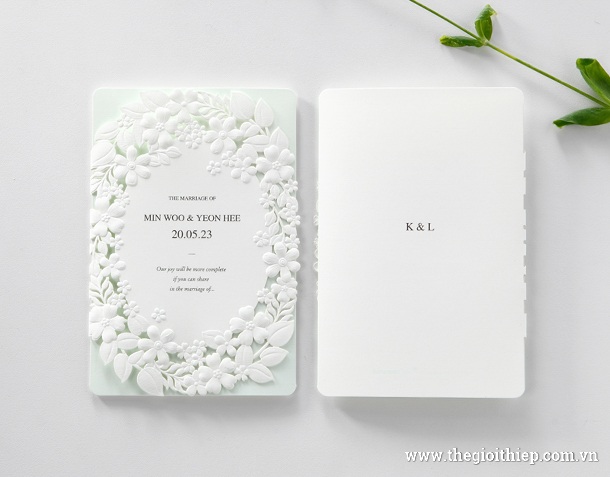 THE MARRIAGE OF
MIN WOO & YEON HEE
20.05.23
Our joy will be more complete
if you can share
in the marriage of...
K & L
www.thegioithiep.com.vn